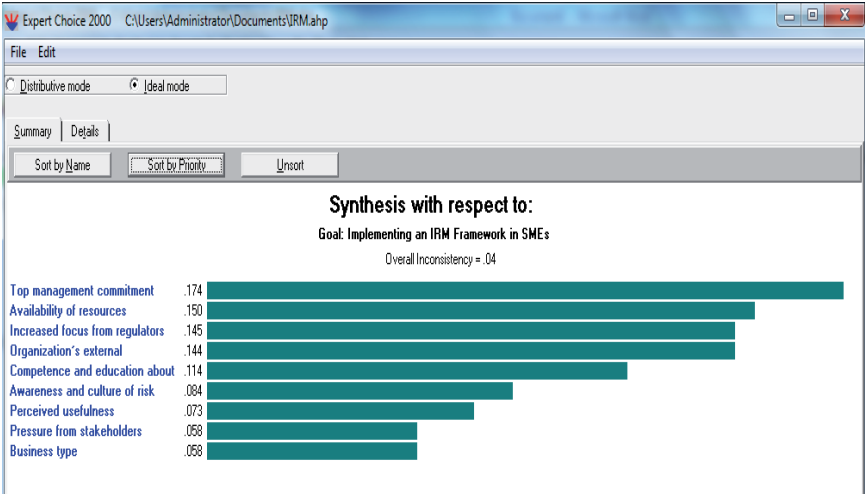 Expert Choice 2000 C:\Users\Administrator\Documents\IRM.ahp
File Edit
Distributive mode Ideal mode
Summary Details
Sort by Name Sort by Priority Unsort
Synthesis with respect to:
Goal: Implementing an IRM Framework in SMEs
Overall Inconsistency = .04
Top management commitment .174
Availability of resources .150
Increased focus from regulators .145
Organization´s external .144
Competence and education about .114
Awareness and culture of risk .084
Perceived usefulness .073
Pressure from stakeholders .058
Business type .058